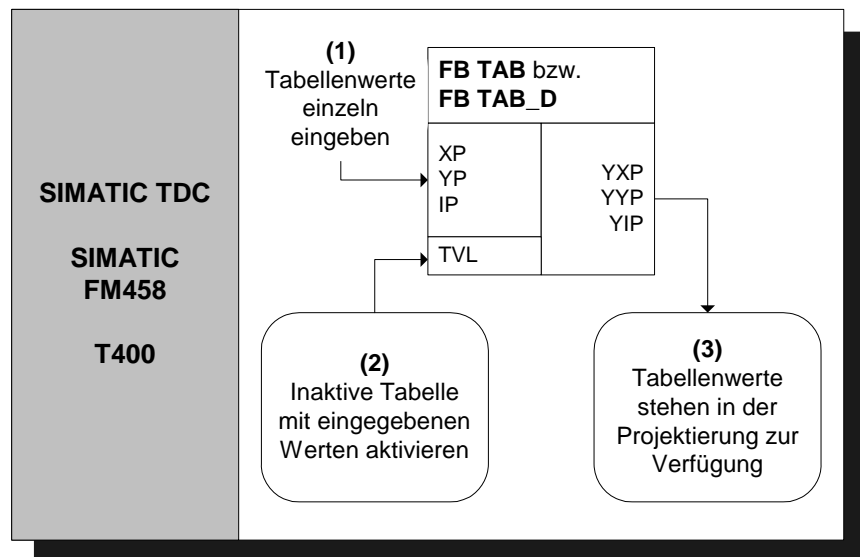 SIMATIC TDC
SIMATIC
FM458
T400
(1)
Tabellenwerte
einzeln
eingeben
FB TAB bzw.
FB TAB_D
XP
YP
IP
TVL
YXP
YYP
YIP
(2)
Inaktive Tabelle
mit eingegebenen
Werten aktivieren
(3)
Tabellenwerte
stehen in der
Projektierung zur
Verfügung